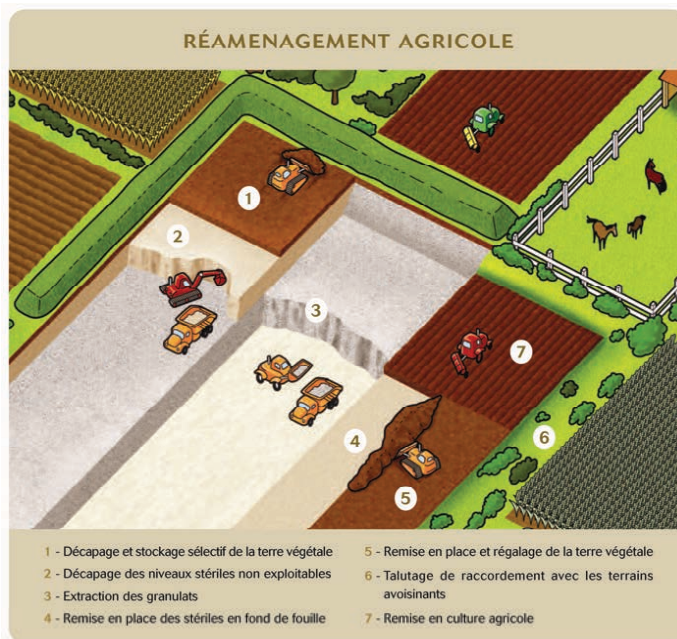 RÉAMENAGEMENT AGRICOLE
1
2
3
7
4
6
5
1 - Décapage et stockage sélectif de la terre végétale
2 - Décapage des niveaux stériles non exploitables
3 - Extraction des granulats
4 - Remise en place des stériles en fond de fouille
5 - Remise en place et régalage de la terre végétale
6 - Talutage de raccordement avec les terrains
avoisinants
7 - Remise en culture agricole